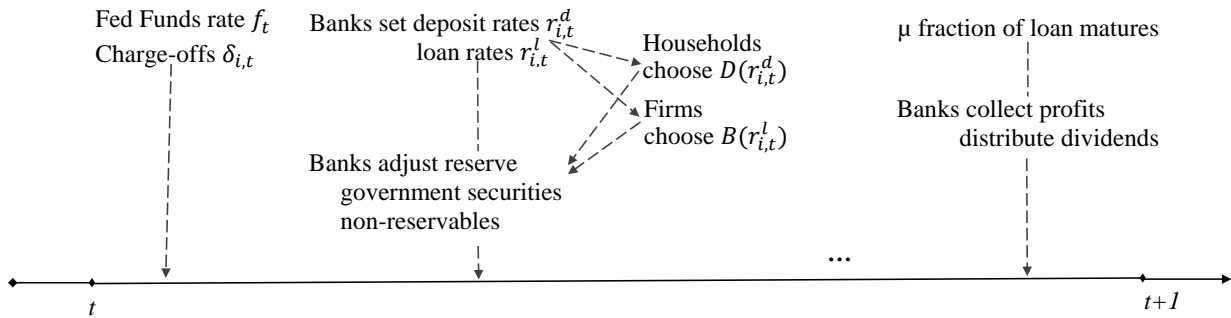 Fed Funds rate f_t
Charge-offs δ_{i,t}
Banks set deposit rates r^d_{i,t}
loan rates r^l_{i,t}
Households
choose D(r^d_{i,t})
Firms
choose B(r^l_{i,t})
Banks adjust reserve
government securities
non-reservables
μ fraction of loan matures
Banks collect profits
distribute dividends
...
t
t+1